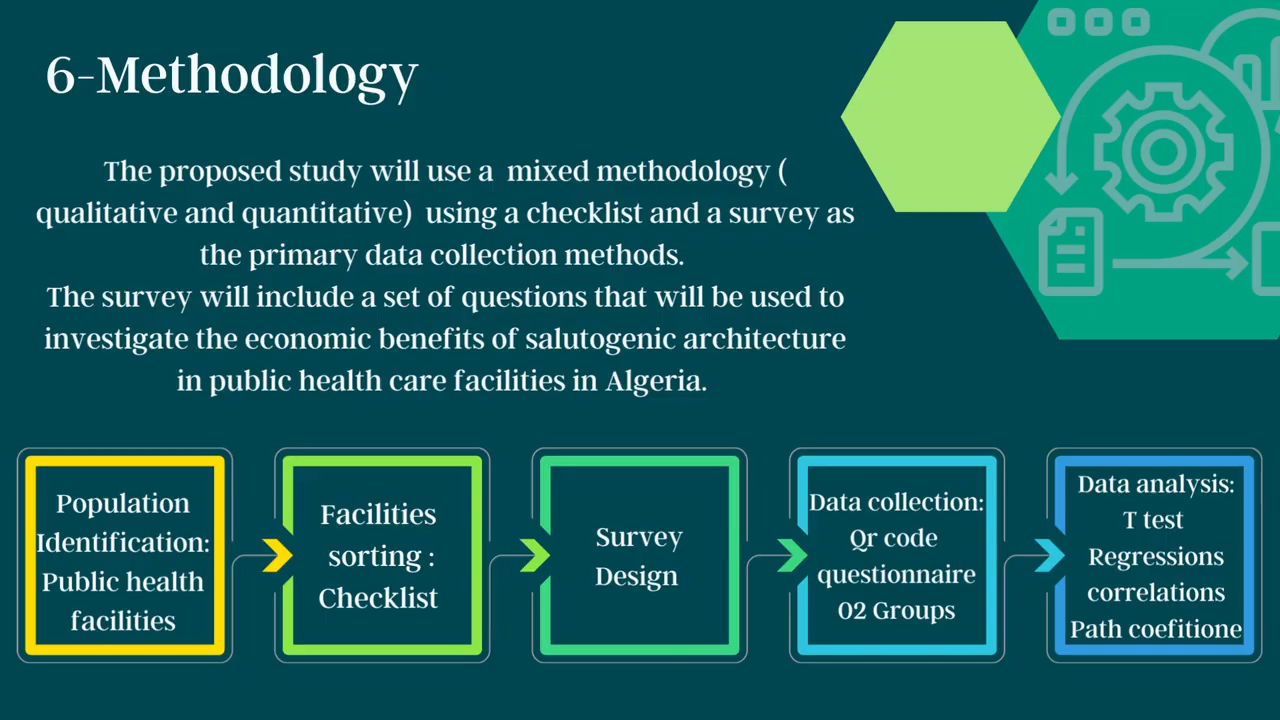 6-Methodology
The proposed study will use a  mixed methodology (
qualitative and quantitative)  using a checklist and a survey as
the primary data collection methods.
The survey will include a set of questions that will be used to
investigate the economic benefits of salutogenic architecture
in public health care facilities in Algeria.
Population
Identification:
Public health
facilities
Facilities
sorting :
Checklist
Survey
Design
Data collection:
Qr code
questionnaire
02 Groups
Data analysis:
T test
Regressions
correlations
Path coefitione